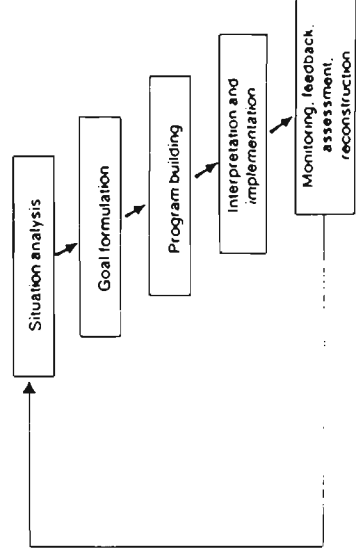 Situation analysis
Goal formulation
Program building
Interpretation and
implementation
Monitoring, feedback,
assessment,
reconstruction